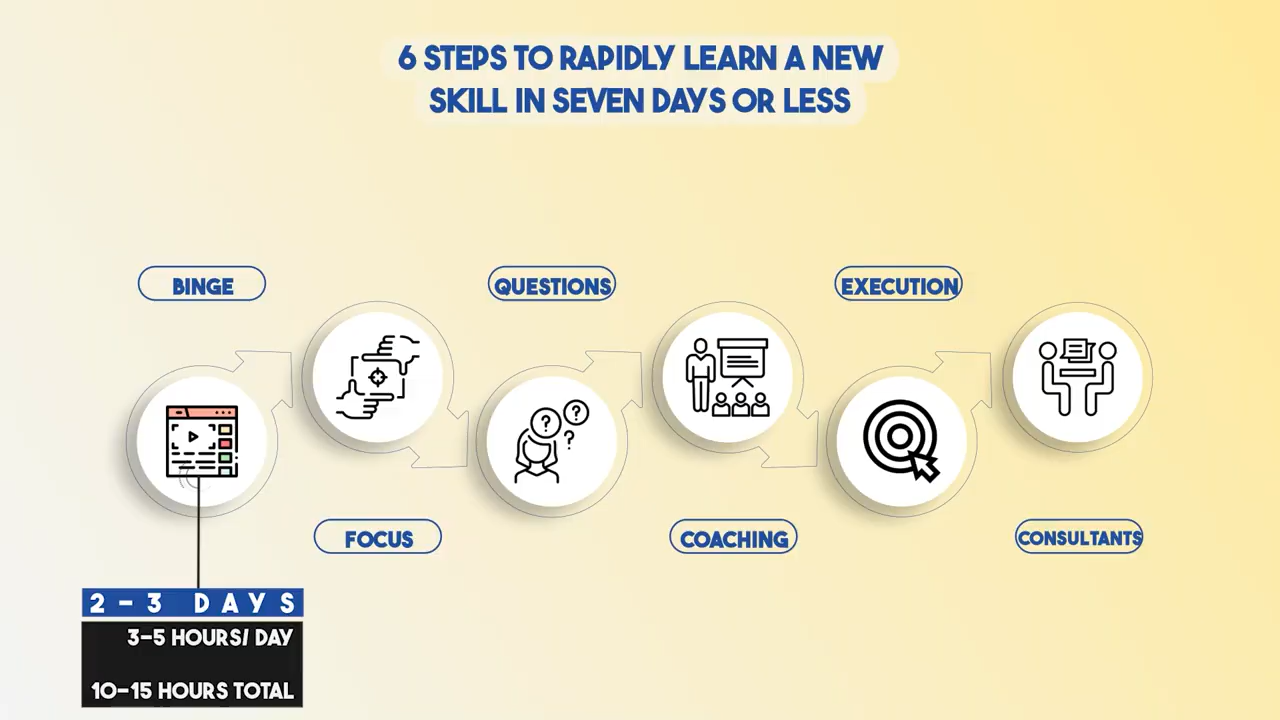 6 STEPS TO RAPIDLY LEARN A NEW
SKILL IN SEVEN DAYS OR LESS
BINGE
QUESTIONS
EXECUTION
FOCUS
COACHING
CONSULTANTS
2-3 DAYS
3-5 HOURS/ DAY
10-15 HOURS TOTAL